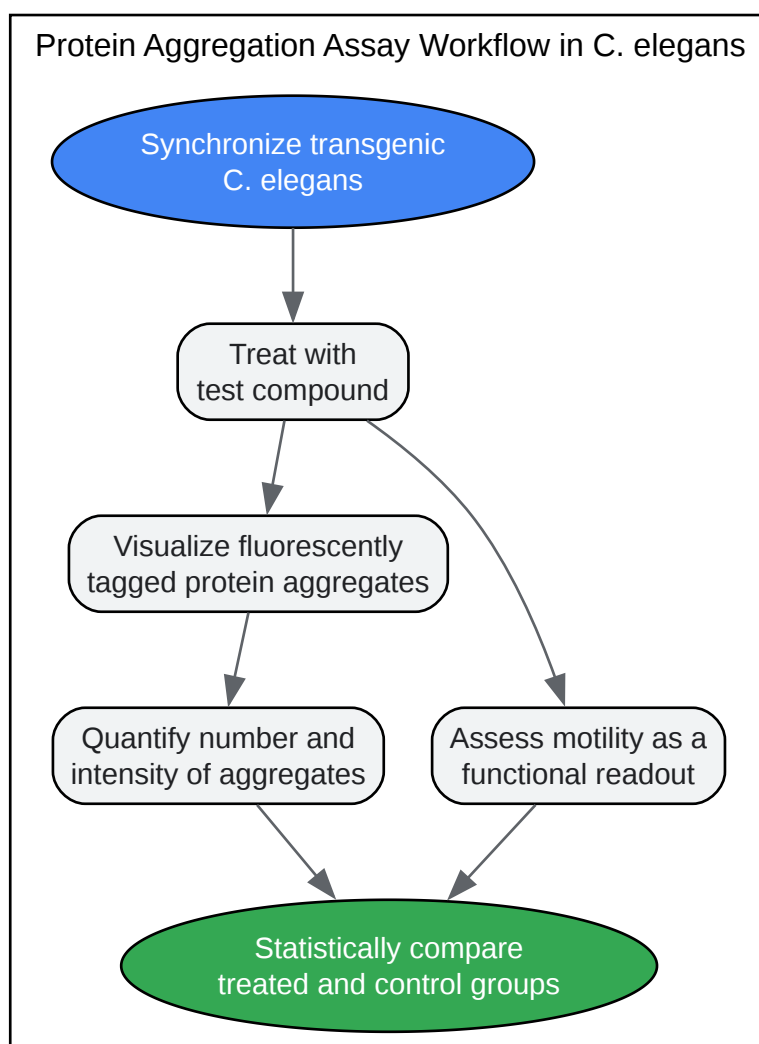 Protein Aggregation Assay Workflow in C. elegans
Synchronize transgenic
C. elegans
Treat with
test compound
Visualize fluorescently
tagged protein aggregates
Quantify number and
intensity of aggregates
Assess motility as a
functional readout
Statistically compare
treated and control groups